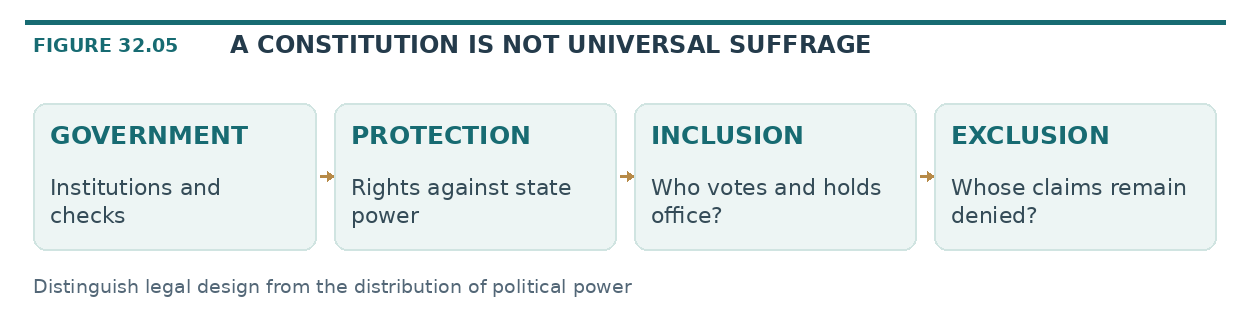 FIGURE 32.05 A CONSTITUTION IS NOT UNIVERSAL SUFFRAGE
GOVERNMENT
Institutions and
checks
PROTECTION
Rights against state
power
INCLUSION
Who votes and holds
office?
EXCLUSION
Whose claims remain
denied?
Distinguish legal design from the distribution of political power